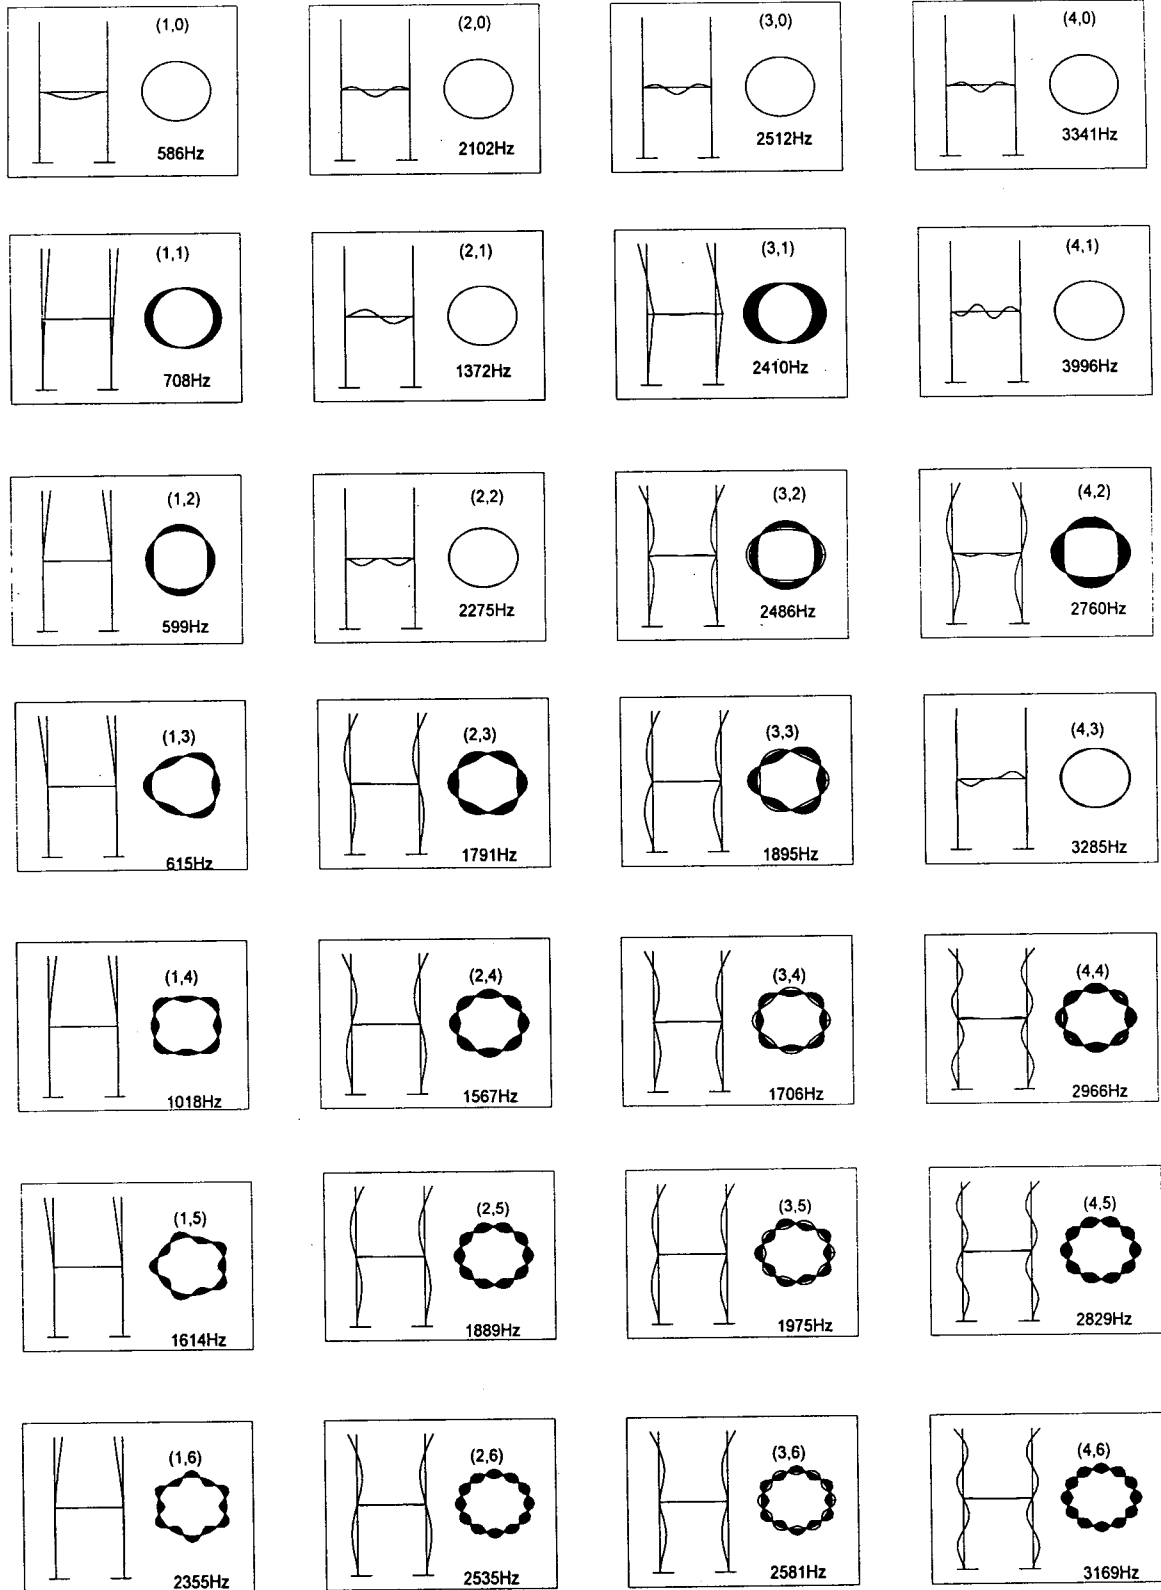 (1,0)
586Hz
(2,0)
2102Hz
(3,0)
2512Hz
(4,0)
3341Hz
(1,1)
708Hz
(2,1)
1372Hz
(3,1)
2410Hz
(4,1)
3996Hz
(1,2)
599Hz
(2,2)
2275Hz
(3,2)
2486Hz
(4,2)
2760Hz
(1,3)
615Hz
(2,3)
1791Hz
(3,3)
1895Hz
(4,3)
3285Hz
(1,4)
1018Hz
(2,4)
1567Hz
(3,4)
1706Hz
(4,4)
2966Hz
(1,5)
1614Hz
(2,5)
1889Hz
(3,5)
1975Hz
(4,5)
2829Hz
(1,6)
2355Hz
(2,6)
2535Hz
(3,6)
2581Hz
(4,6)
3169Hz